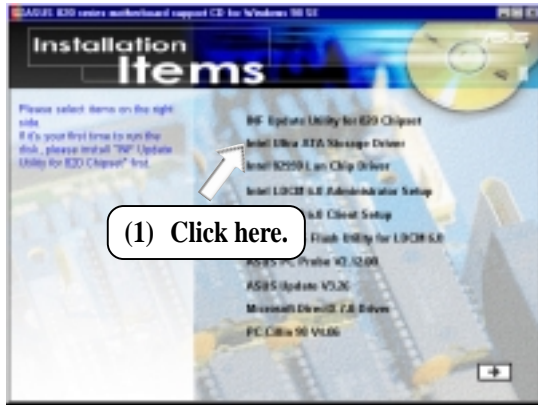 ASUS 820 series motherboard support CD for Windows 98 SE
ASUS
Installation
Items
Please select items on the right
side.
If it's your first time to run the
disk, please install "INF Update
Utility for 820 Chipset" first.
INF Update Utility for 820 Chipset
Intel Ultra ATA Storage Driver
Intel 82559 Lan Chip Driver
Intel LDCM 6.0 Administrator Setup
6.0 Client Setup
Flash Utility for LDCM 6.0
(1) Click here.
ASUS PC Probe V2.12.00
ASUS Update V3.26
Microsoft DirectX 7.0 Driver
PC Cillin 98 V4.06